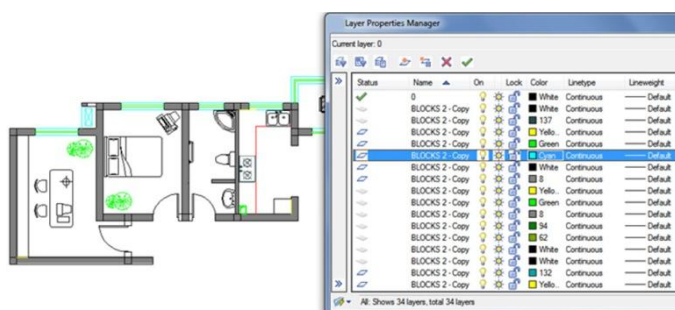 Layer Properties Manager
Current layer: 0
Status Name On Lock Color Linetype Lineweight
0 White Continuous Default
BLOCKS 2 - Copy White Continuous Default
BLOCKS 2 - Copy 137 Continuous Default
BLOCKS 2 - Copy Yello... Continuous Default
BLOCKS 2 - Copy Green Continuous Default
BLOCKS 2 - Copy Cyan Continuous Default
BLOCKS 2 - Copy White Continuous Default
BLOCKS 2 - Copy 8 Continuous Default
BLOCKS 2 - Copy Yello... Continuous Default
BLOCKS 2 - Copy Green Continuous Default
BLOCKS 2 - Copy 8 Continuous Default
BLOCKS 2 - Copy 94 Continuous Default
BLOCKS 2 - Copy 62 Continuous Default
BLOCKS 2 - Copy White Continuous Default
BLOCKS 2 - Copy White Continuous Default
BLOCKS 2 - Copy 132 Continuous Default
BLOCKS 2 - Copy Yello... Continuous Default
All: Shows 34 layers, total 34 layers